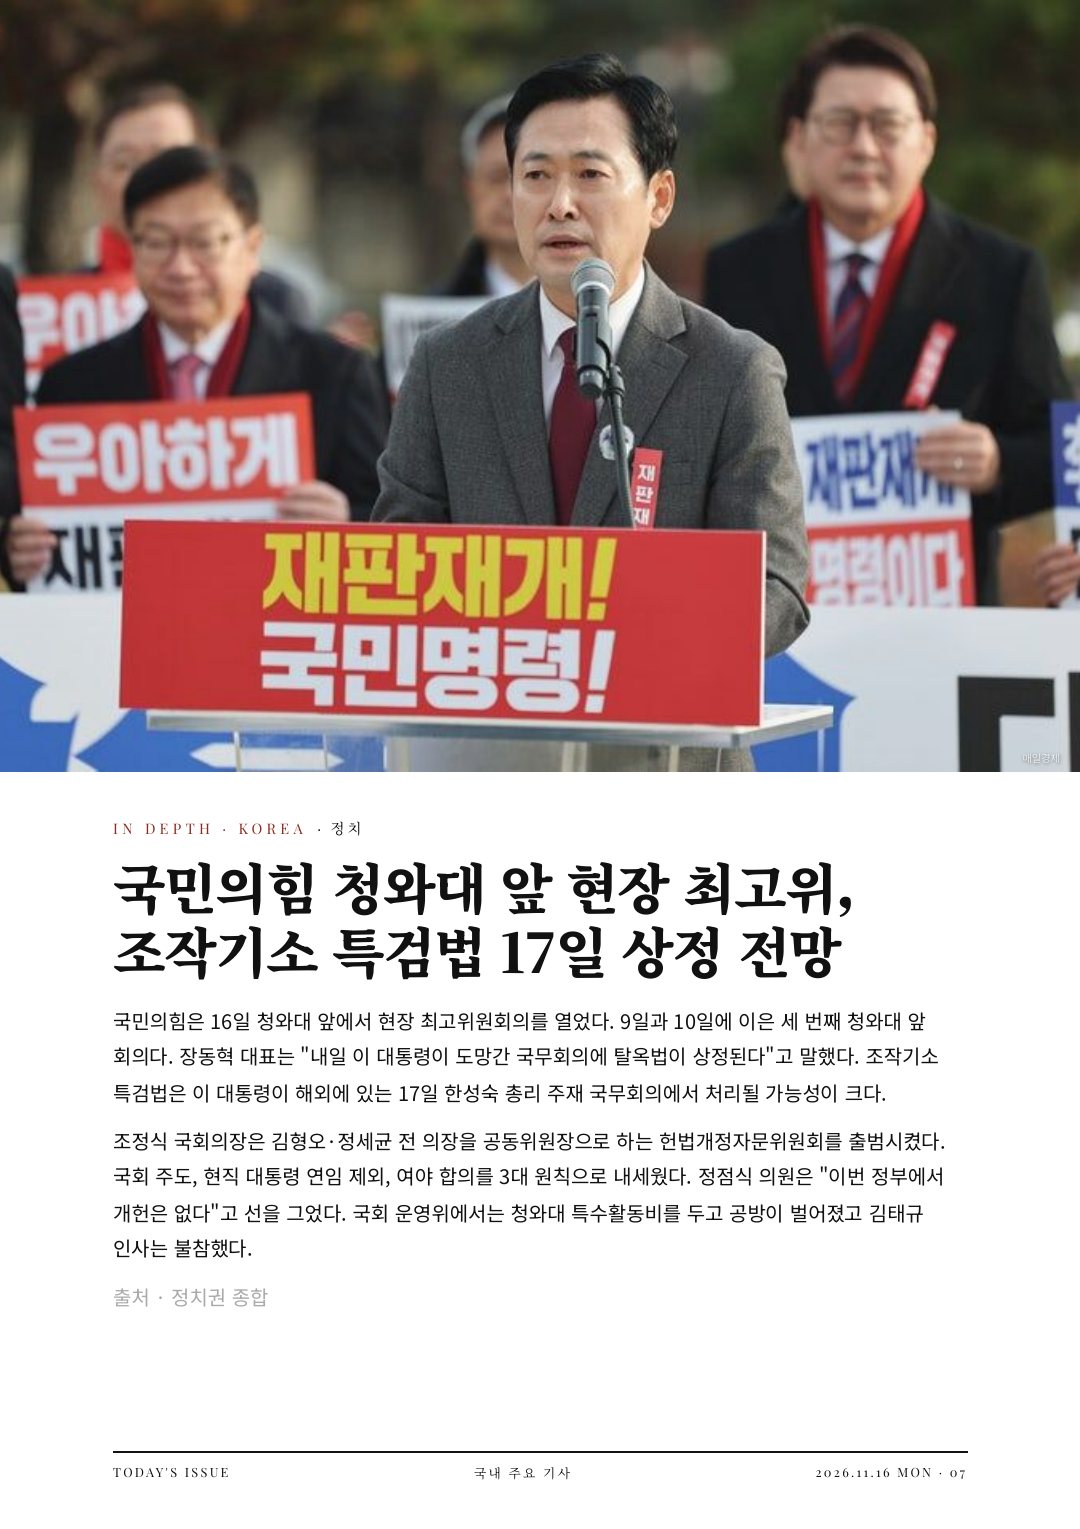 우아하게
우아하게
재판
재판재개
명령이다
재
판
재
재판재개!
국민명령!
매일경제
IN DEPTH · KOREA · 정치
국민의힘 청와대 앞 현장 최고위,
조작기소 특검법 17일 상정 전망
국민의힘은 16일 청와대 앞에서 현장 최고위원회의를 열었다. 9일과 10일에 이은 세 번째 청와대 앞
회의다. 장동혁 대표는 "내일 이 대통령이 도망간 국무회의에 탈옥법이 상정된다"고 말했다. 조작기소
특검법은 이 대통령이 해외에 있는 17일 한성숙 총리 주재 국무회의에서 처리될 가능성이 크다.
조정식 국회의장은 김형오·정세균 전 의장을 공동위원장으로 하는 헌법개정자문위원회를 출범시켰다.
국회 주도, 현직 대통령 연임 제외, 여야 합의를 3대 원칙으로 내세웠다. 정점식 의원은 "이번 정부에서
개헌은 없다"고 선을 그었다. 국회 운영위에서는 청와대 특수활동비를 두고 공방이 벌어졌고 김태규
인사는 불참했다.
출처 · 정치권 종합
TODAY'S ISSUE
국내 주요 기사
2026.11.16 MON · 07